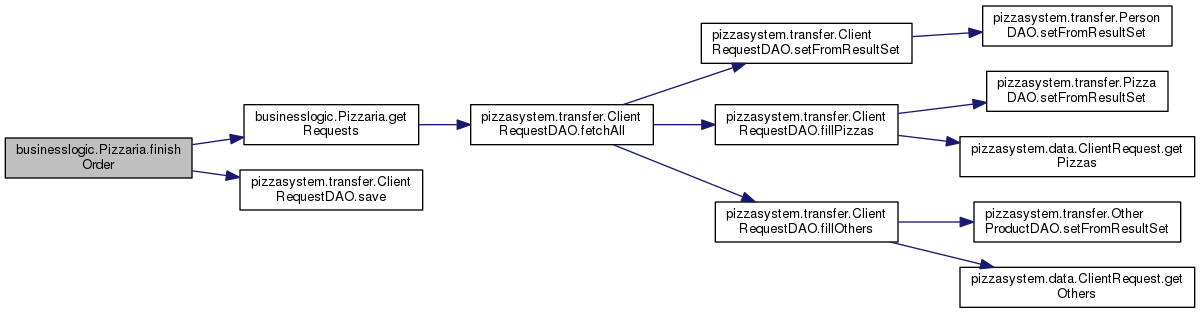 businesslogic.Pizzaria.finish
Order
businesslogic.Pizzaria.get
Requests
pizzasystem.transfer.Client
RequestDAO.save
pizzasystem.transfer.Client
RequestDAO.fetchAll
pizzasystem.transfer.Client
RequestDAO.setFromResultSet
pizzasystem.transfer.Client
RequestDAO.fillPizzas
pizzasystem.transfer.Client
RequestDAO.fillOthers
pizzasystem.transfer.Person
DAO.setFromResultSet
pizzasystem.transfer.Pizza
DAO.setFromResultSet
pizzasystem.data.ClientRequest.get
Pizzas
pizzasystem.transfer.Other
ProductDAO.setFromResultSet
pizzasystem.data.ClientRequest.get
Others